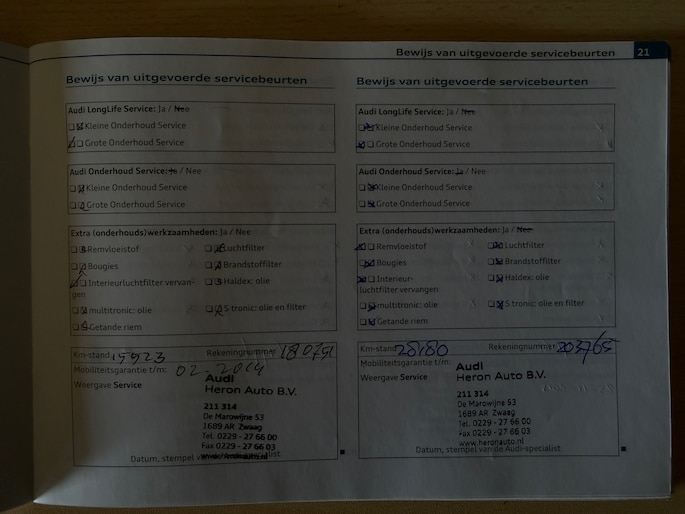 Bewijs van uitgevoerde servicebeurten 21
Bewijs van uitgevoerde servicebeurten
Audi LongLife Service: Ja / Nee
Kleine Onderhoud Service
Grote Onderhoud Service
Audi Onderhoud Service: Ja / Nee
Kleine Onderhoud Service
Grote Onderhoud Service
Extra (onderhouds)werkzaamheden: Ja / Nee
Remvloeistof Luchtfilter
Bougies Brandstoffilter
Interieurluchtfilter vervan- Haldex: olie
gen
multitronic: olie S tronic: olie en filter
Getande riem
Km-stand 15923 Rekeningnummer 180751
Mobiliteitsgarantie t/m: 02-2014
Weergave Service
Audi
Heron Auto B.V.
211 314
De Marowijne 53
1689 AR Zwaag
Tel. 0229 - 27 66 00
Fax 0229 - 27 66 03
Datum, stempel van de Audi-specialist
Bewijs van uitgevoerde servicebeurten
Audi LongLife Service: Ja / Nee
Kleine Onderhoud Service
Grote Onderhoud Service
Audi Onderhoud Service: Ja / Nee
Kleine Onderhoud Service
Grote Onderhoud Service
Extra (onderhouds)werkzaamheden: Ja / Nee
Remvloeistof Luchtfilter
Bougies Brandstoffilter
Interieur- Haldex: olie
luchtfilter vervangen
multitronic: olie S tronic: olie en filter
Getande riem
Km-stand 28180 Rekeningnummer 203765
Mobiliteitsgarantie t/m:
Weergave Service
Audi
Heron Auto B.V.
211 314
De Marowijne 53
1689 AR Zwaag
Tel. 0229 - 27 66 00
Fax 0229 - 27 66 03
www.heronauto.nl
Datum, stempel van de Audi-specialist